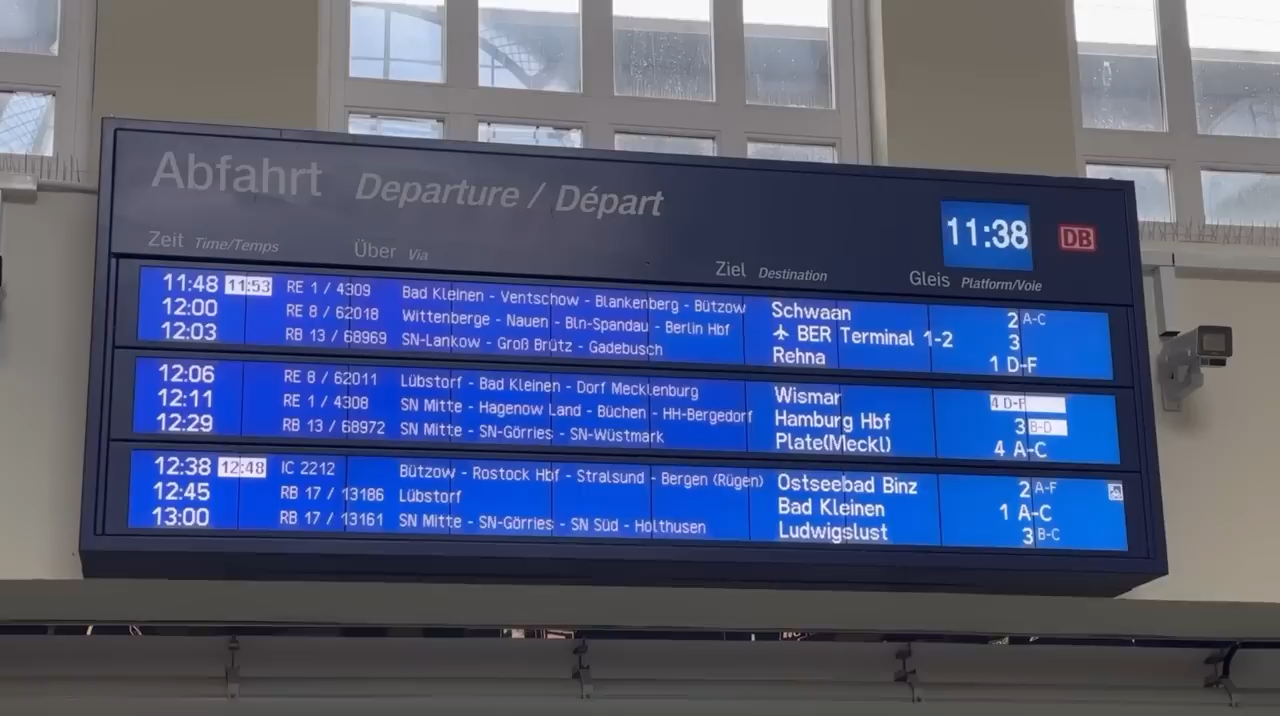 Abfahrt Departure / Départ
11:38 DB
Zeit Time/Temps Über Via Ziel Destination Gleis Platform/Voie
11:48 11:53 RE 1 / 4309 Bad Kleinen - Ventschow - Blankenberg - Bützow Schwaan 2 A-C
12:00 RE 8 / 62018 Wittenberge - Nauen - Bln-Spandau - Berlin Hbf BER Terminal 1-2 3
12:03 RB 13 / 68969 SN-Lankow - Groß Brütz - Gadebusch Rehna 1 D-F
12:06 RE 8 / 62011 Lübstorf - Bad Kleinen - Dorf Mecklenburg Wismar 4 D-F
12:11 RE 1 / 4308 SN Mitte - Hagenow Land - Büchen - HH-Bergedorf Hamburg Hbf 3 B-D
12:29 RB 13 / 68972 SN Mitte - SN-Görries - SN-Wüstmark Plate(Meckl) 4 A-C
12:38 12:48 IC 2212 Bützow - Rostock Hbf - Stralsund - Bergen (Rügen) Ostseebad Binz 2 A-F
12:45 RB 17 / 13186 Lübstorf Bad Kleinen 1 A-C
13:00 RB 17 / 13161 SN Mitte - SN-Görries - SN Süd - Holthusen Ludwigslust 3 B-C